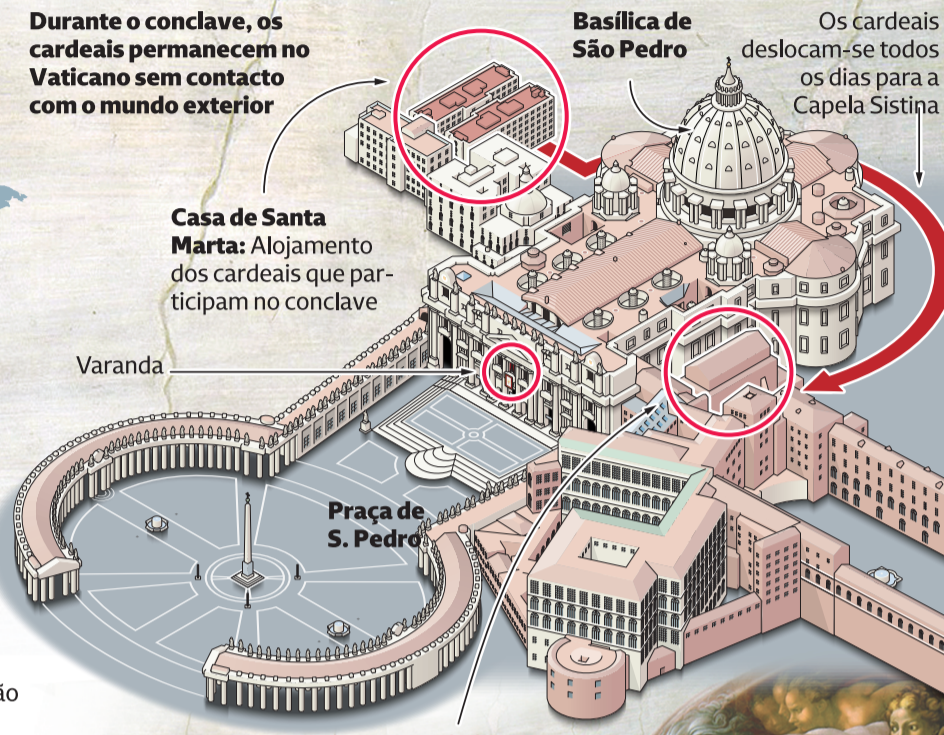 Durante o conclave, os
cardeais permanecem no
Vaticano sem contacto
com o mundo exterior
Basílica de
São Pedro
Os cardeais
deslocam-se todos
os dias para a
Capela Sistina
Casa de Santa
Marta: Alojamento
dos cardeais que par-
ticipam no conclave
Varanda
Praça de
S. Pedro
ão